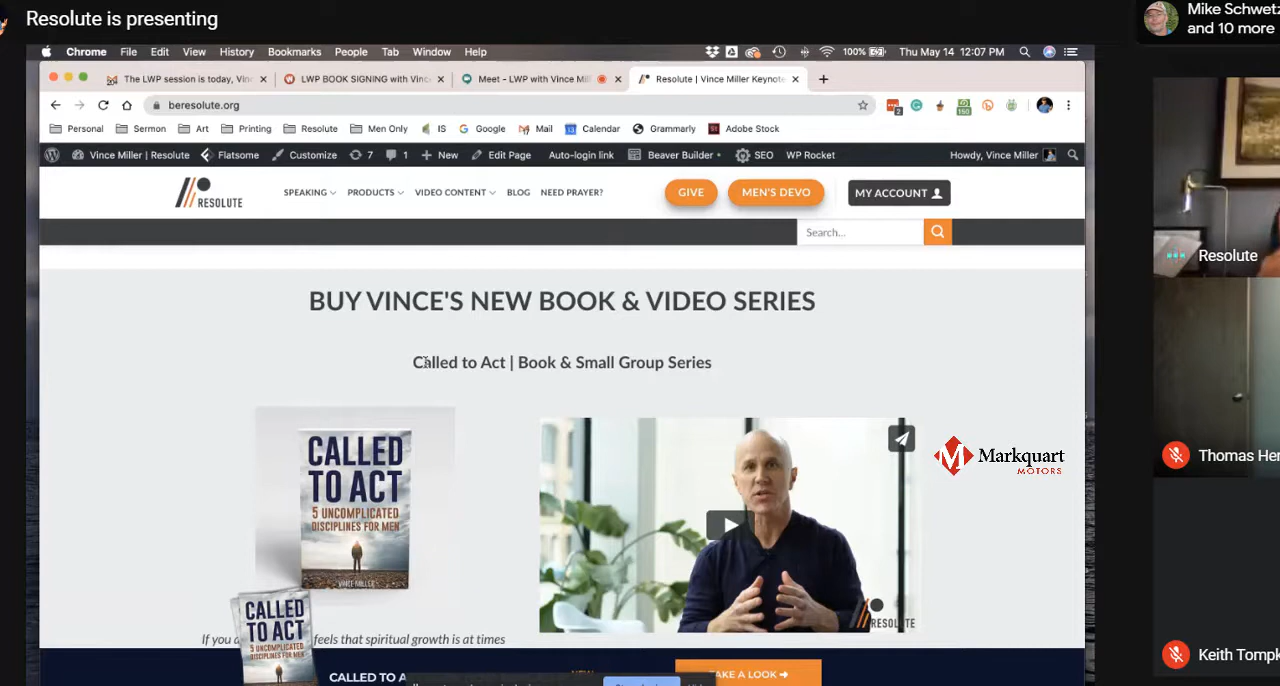 Resolute is presenting
Mike Schwetz
and 10 more
Chrome File Edit View History Bookmarks People Tab Window Help
100% Thu May 14 12:07 PM
The LWP session is today, Vinc
LWP BOOK SIGNING with Vince
Meet - LWP with Vince Mil
Resolute | Vince Miller Keynote
beresolute.org
2
150
Personal Sermon Art Printing Resolute Men Only IS Google Mail Calendar Grammarly Adobe Stock
Vince Miller | Resolute Flatsome Customize 7 1 New Edit Page Auto-login link Beaver Builder SEO WP Rocket Howdy, Vince Miller
RESOLUTE
SPEAKING PRODUCTS VIDEO CONTENT BLOG NEED PRAYER?
GIVE
MEN'S DEVO
MY ACCOUNT
Search...
BUY VINCE'S NEW BOOK & VIDEO SERIES
Called to Act | Book & Small Group Series
CALLED
TO ACT
5 UNCOMPLICATED
DISCIPLINES FOR MEN
VINCE MILLER
RESOLUTE
Markquart
MOTORS
CALLED
TO ACT
5 UNCOMPLICATED
DISCIPLINES FOR MEN
If you feels that spiritual growth is at times
CALLED TO A
TAKE A LOOK
Resolute
Thomas Her
Keith Tompk